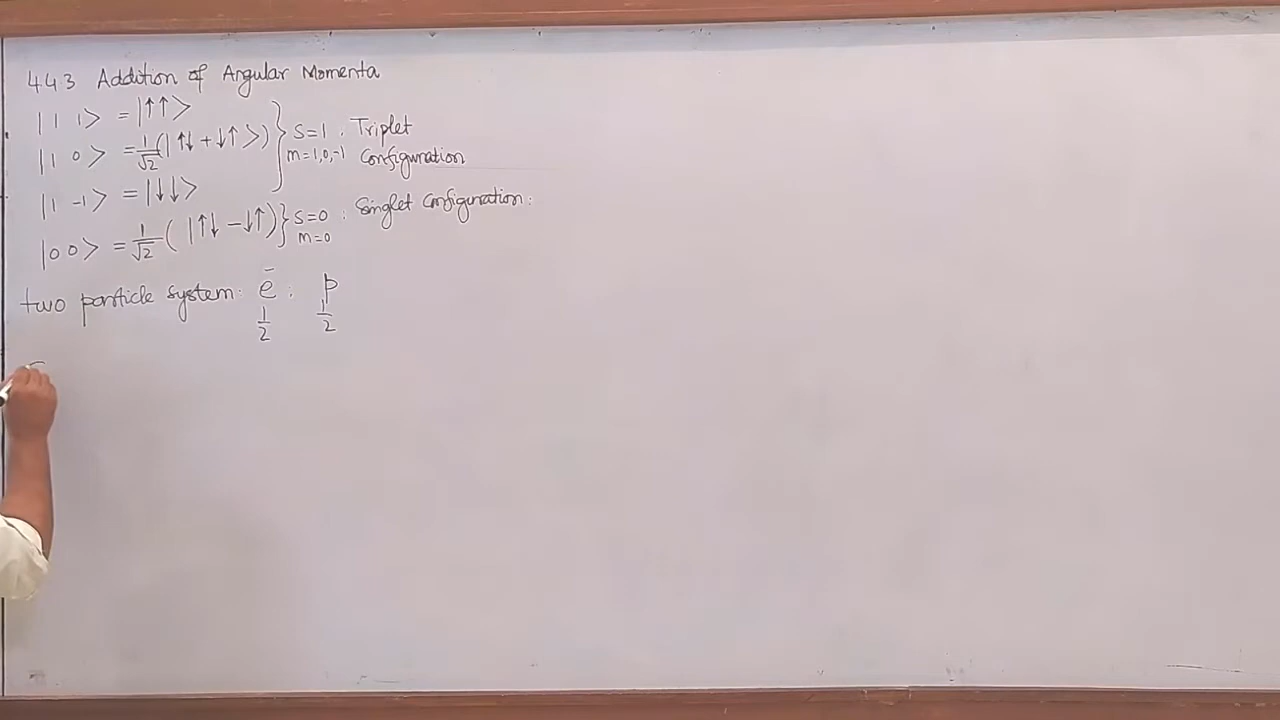 4.4.3 Addition of Angular Momenta
|1 1> = |↑↑>
|1 0> = 1/√2 (|↑↓ + ↓↑>)
|1 -1> = |↓↓>
} S=1 : Triplet
m=1,0,-1 Configuration
|0 0> = 1/√2 ( |↑↓ - ↓↑) } S=0 : Singlet Configuration:
m=0
two particle system: e⁻ : p
1/2 1/2